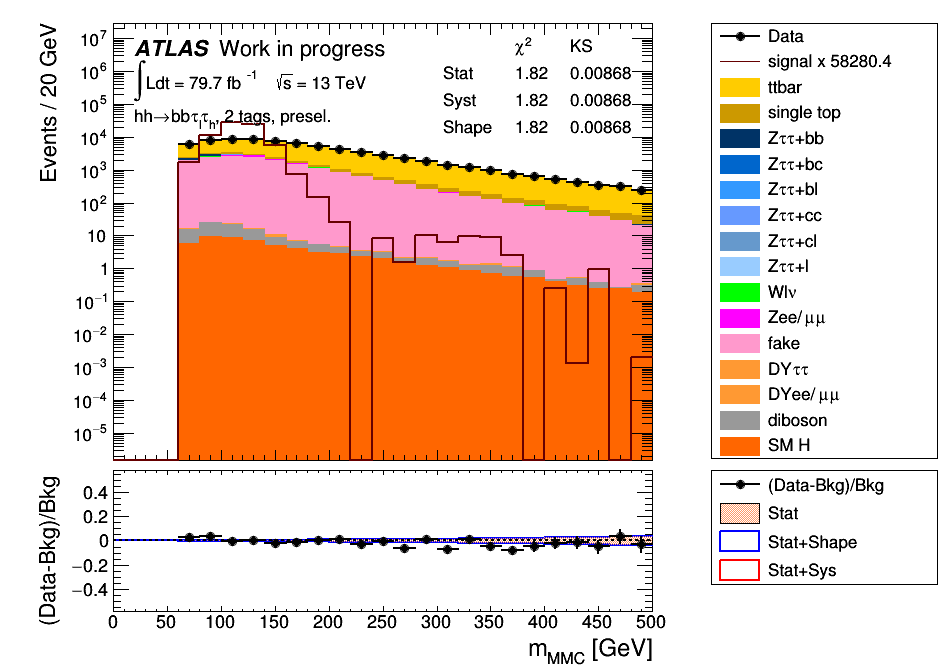 ATLAS Work in progress
∫Ldt = 79.7 fb⁻¹ √s = 13 TeV
hh→bbτlτh, 2 tags, presel.
χ² KS
Stat 1.82 0.00868
Syst 1.82 0.00868
Shape 1.82 0.00868
Events / 20 GeV
10⁷
10⁶
10⁵
10⁴
10³
10²
10
1
10⁻¹
10⁻²
10⁻³
10⁻⁴
10⁻⁵
Data
signal x 58280.4
ttbar
single top
Zττ+bb
Zττ+bc
Zττ+bl
Zττ+cc
Zττ+cl
Zττ+l
Wlν
Zee/μμ
fake
DYττ
DYee/μμ
diboson
SM H
(Data-Bkg)/Bkg
0.4
0.2
0
−0.2
−0.4
0 50 100 150 200 250 300 350 400 450 500
mMMC [GeV]
(Data-Bkg)/Bkg
Stat
Stat+Shape
Stat+Sys